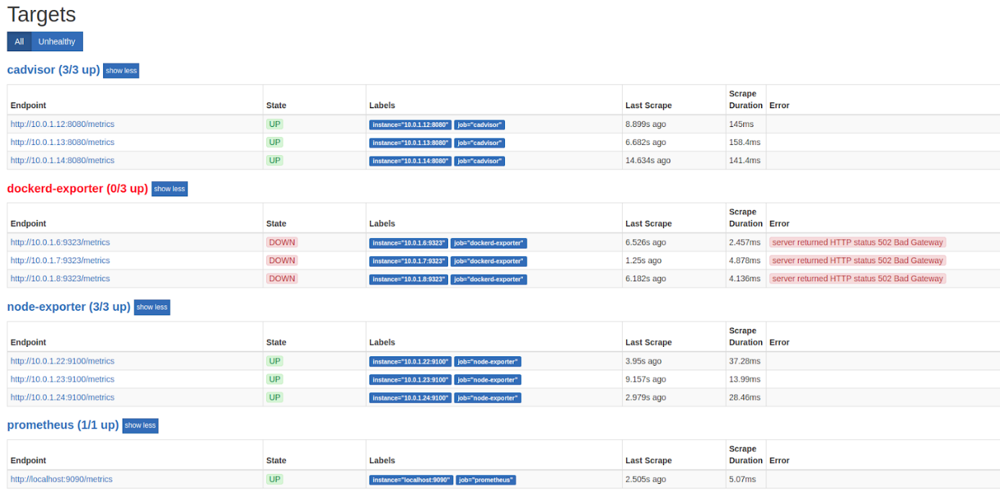 Targets
All Unhealthy
cadvisor (3/3 up) show less
Endpoint State Labels Last Scrape Scrape Duration Error
http://10.0.1.12:8080/metrics UP instance="10.0.1.12:8080" job="cadvisor" 8.899s ago 145ms
http://10.0.1.13:8080/metrics UP instance="10.0.1.13:8080" job="cadvisor" 6.682s ago 158.4ms
http://10.0.1.14:8080/metrics UP instance="10.0.1.14:8080" job="cadvisor" 14.634s ago 141.4ms
dockerd-exporter (0/3 up) show less
Endpoint State Labels Last Scrape Scrape Duration Error
http://10.0.1.6:9323/metrics DOWN instance="10.0.1.6:9323" job="dockerd-exporter" 6.526s ago 2.457ms server returned HTTP status 502 Bad Gateway
http://10.0.1.7:9323/metrics DOWN instance="10.0.1.7:9323" job="dockerd-exporter" 1.25s ago 4.878ms server returned HTTP status 502 Bad Gateway
http://10.0.1.8:9323/metrics DOWN instance="10.0.1.8:9323" job="dockerd-exporter" 6.182s ago 4.136ms server returned HTTP status 502 Bad Gateway
node-exporter (3/3 up) show less
Endpoint State Labels Last Scrape Scrape Duration Error
http://10.0.1.22:9100/metrics UP instance="10.0.1.22:9100" job="node-exporter" 3.95s ago 37.28ms
http://10.0.1.23:9100/metrics UP instance="10.0.1.23:9100" job="node-exporter" 9.157s ago 13.99ms
http://10.0.1.24:9100/metrics UP instance="10.0.1.24:9100" job="node-exporter" 2.979s ago 28.46ms
prometheus (1/1 up) show less
Endpoint State Labels Last Scrape Scrape Duration Error
http://localhost:9090/metrics UP instance="localhost:9090" job="prometheus" 2.505s ago 5.07ms